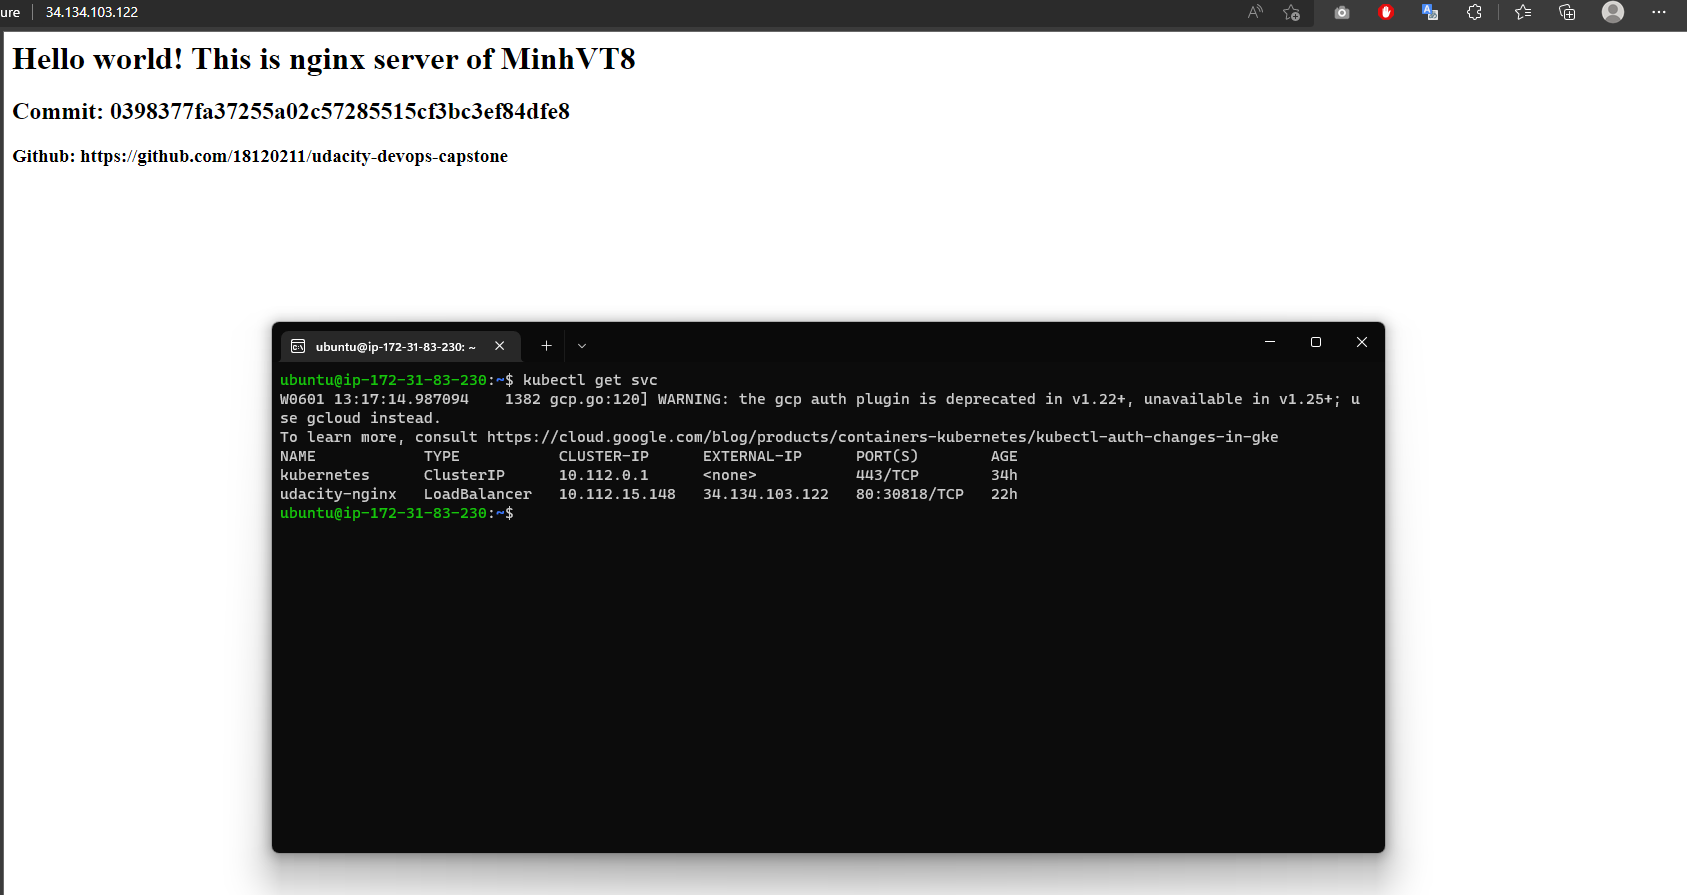 ure 34.134.103.122
Hello world! This is nginx server of MinhVT8
Commit: 0398377fa37255a02c57285515cf3bc3ef84dfe8
Github: https://github.com/18120211/udacity-devops-capstone
ubuntu@ip-172-31-83-230: ~
ubuntu@ip-172-31-83-230:~$ kubectl get svc
W0601 13:17:14.987094    1382 gcp.go:120] WARNING: the gcp auth plugin is deprecated in v1.22+, unavailable in v1.25+; u
se gcloud instead.
To learn more, consult https://cloud.google.com/blog/products/containers-kubernetes/kubectl-auth-changes-in-gke
NAME            TYPE           CLUSTER-IP      EXTERNAL-IP      PORT(S)        AGE
kubernetes      ClusterIP      10.112.0.1      <none>           443/TCP        34h
udacity-nginx   LoadBalancer   10.112.15.148   34.134.103.122   80:30818/TCP   22h
ubuntu@ip-172-31-83-230:~$